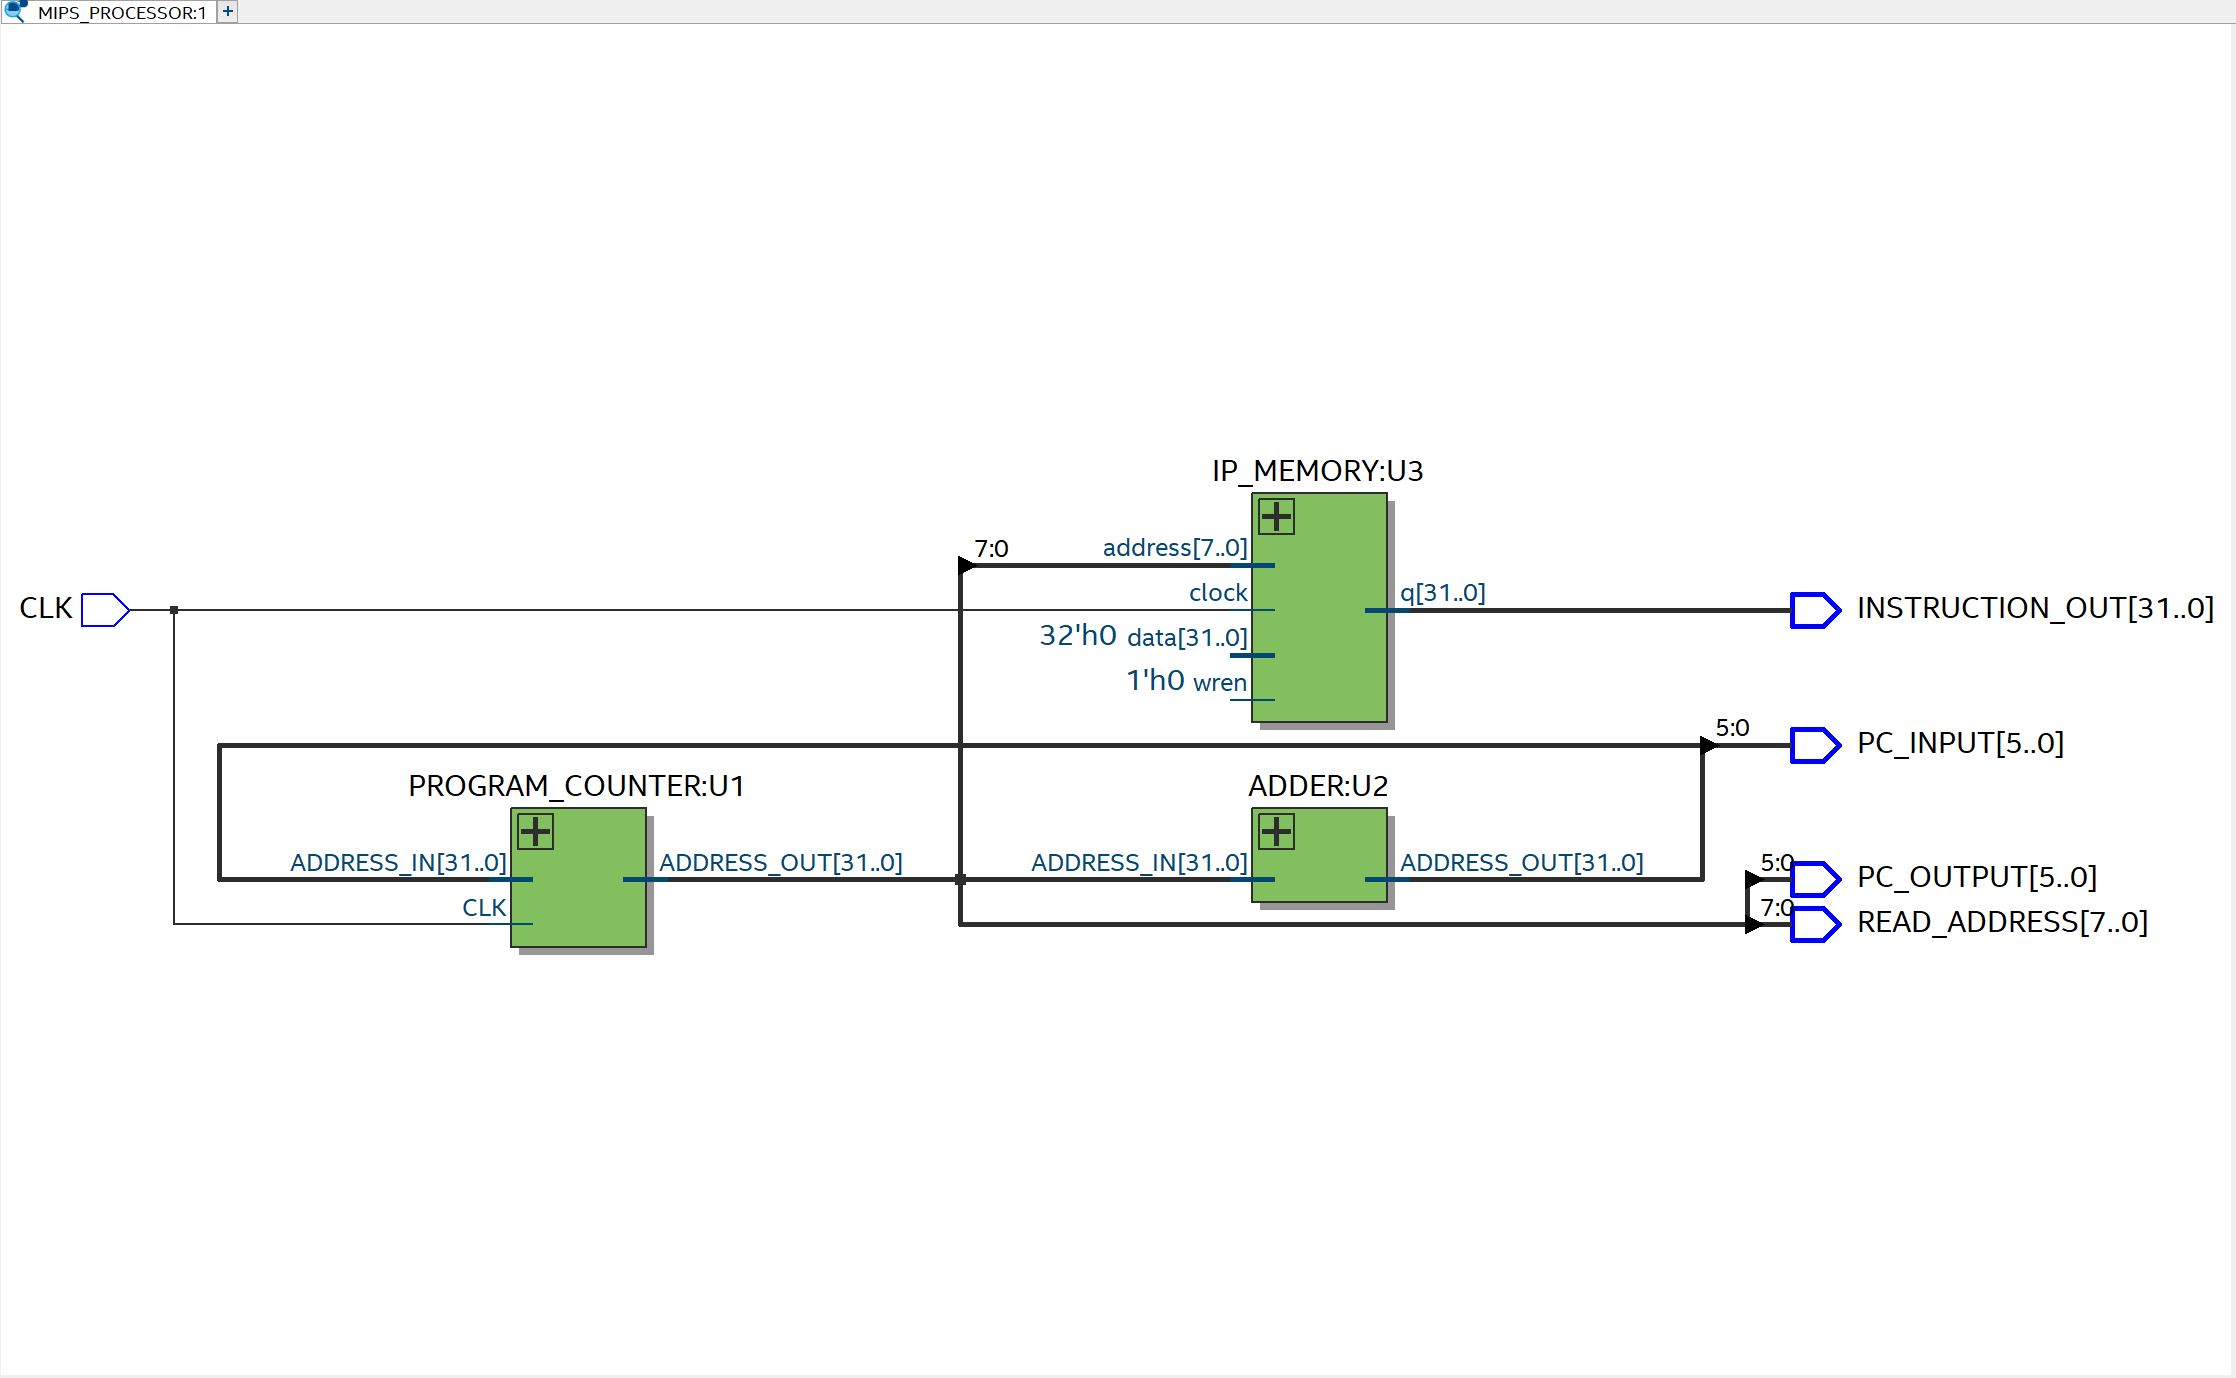 MIPS_PROCESSOR:1
IP_MEMORY:U3
7:0
address[7..0]
clock
q[31..0]
CLK
INSTRUCTION_OUT[31..0]
32'h0 data[31..0]
1'h0 wren
5:0
PC_INPUT[5..0]
PROGRAM_COUNTER:U1
ADDER:U2
ADDRESS_IN[31..0]
ADDRESS_OUT[31..0]
ADDRESS_IN[31..0]
ADDRESS_OUT[31..0]
5:0
PC_OUTPUT[5..0]
CLK
7:0
READ_ADDRESS[7..0]